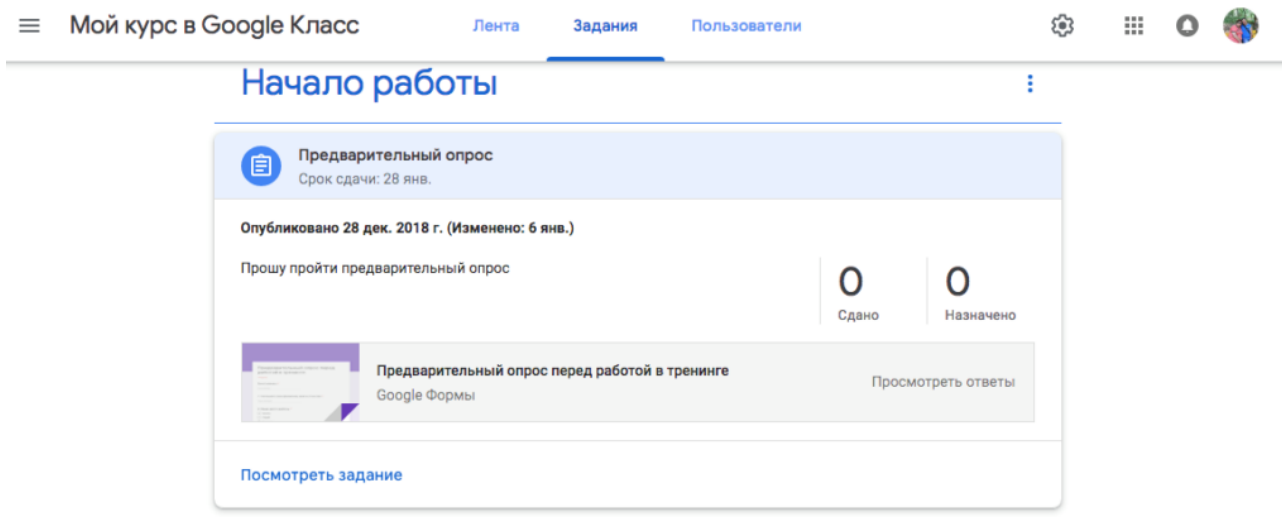 Мой курс в Google Класс
Лента
Задания
Пользователи
Начало работы
Предварительный опрос
Срок сдачи: 28 янв.
Опубликовано 28 дек. 2018 г. (Изменено: 6 янв.)
Прошу пройти предварительный опрос
0
0
Сдано
Назначено
Предварительный опрос перед работой в тренинге
Google Формы
Просмотреть ответы
Посмотреть задание